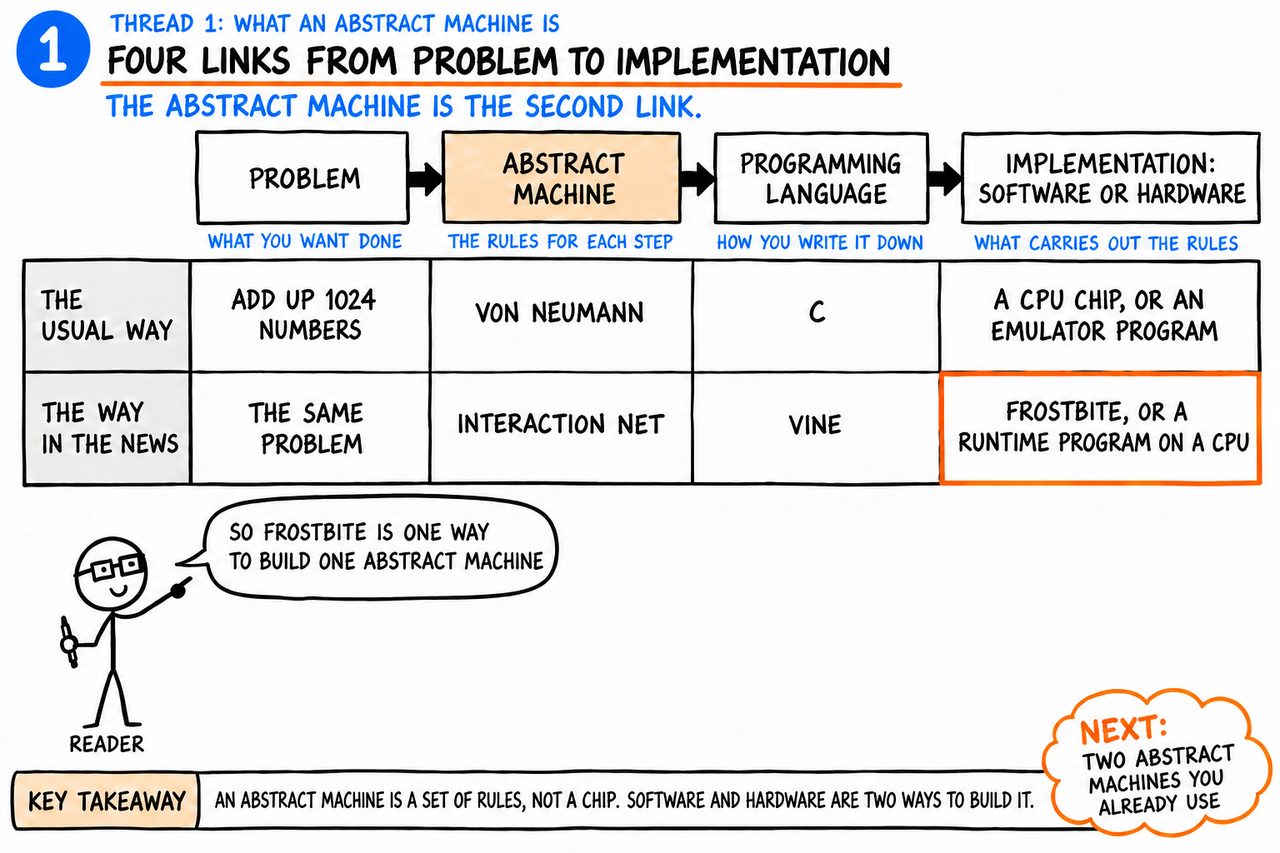 1
THREAD 1: WHAT AN ABSTRACT MACHINE IS
FOUR LINKS FROM PROBLEM TO IMPLEMENTATION
THE ABSTRACT MACHINE IS THE SECOND LINK.
PROBLEM
ABSTRACT
MACHINE
PROGRAMMING
LANGUAGE
IMPLEMENTATION:
SOFTWARE OR HARDWARE
WHAT YOU WANT DONE
THE RULES FOR EACH STEP
HOW YOU WRITE IT DOWN
WHAT CARRIES OUT THE RULES
THE
USUAL WAY
ADD UP 1024
NUMBERS
VON NEUMANN
C
A CPU CHIP, OR AN
EMULATOR PROGRAM
THE WAY
IN THE NEWS
THE SAME
PROBLEM
INTERACTION NET
VINE
FROSTBITE, OR A
RUNTIME PROGRAM ON A CPU
SO FROSTBITE IS ONE WAY
TO BUILD ONE ABSTRACT MACHINE
READER
NEXT:
TWO ABSTRACT
MACHINES YOU
ALREADY USE
KEY TAKEAWAY
AN ABSTRACT MACHINE IS A SET OF RULES, NOT A CHIP. SOFTWARE AND HARDWARE ARE TWO WAYS TO BUILD IT.